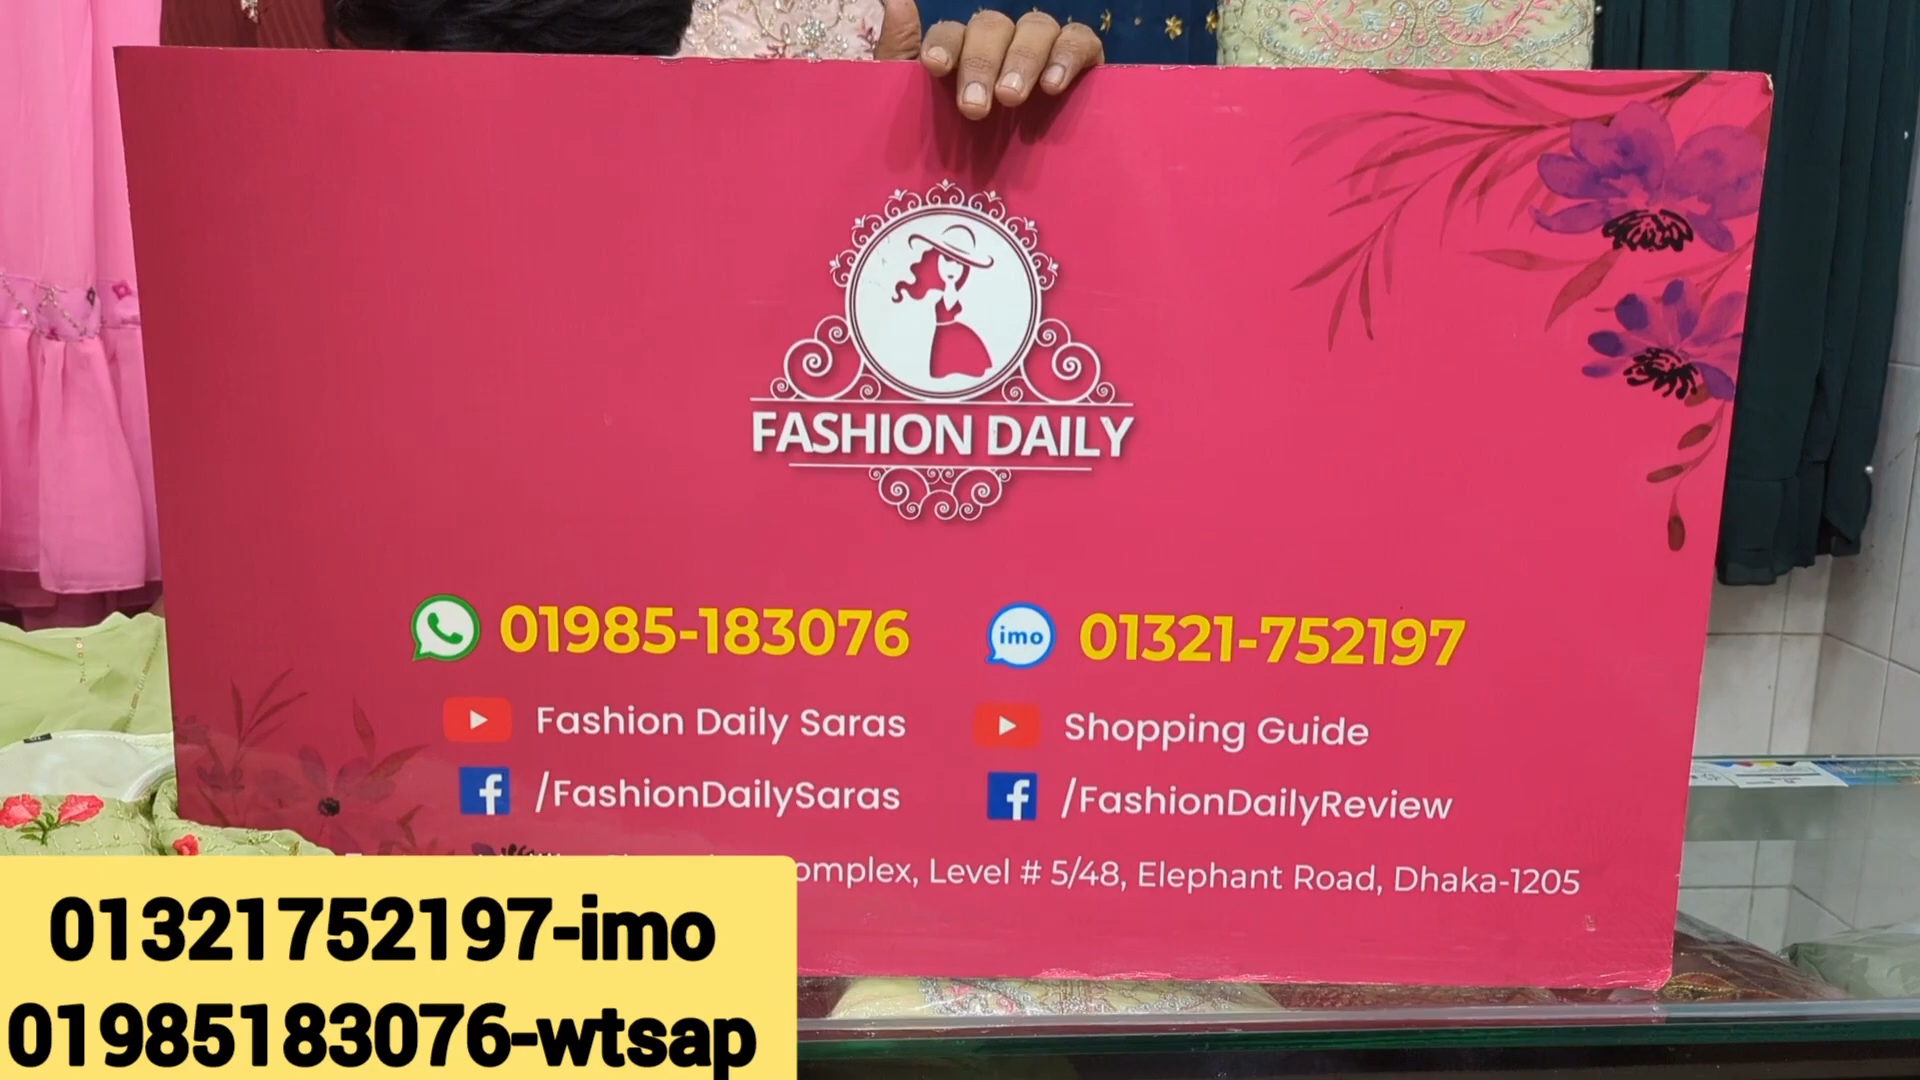 FASHION DAILY
01985-183076
imo 01321-752197
Fashion Daily Saras
Shopping Guide
/FashionDailySaras
/FashionDailyReview
omplex, Level # 5/48, Elephant Road, Dhaka-1205
01321752197-imo
01985183076-wtsap